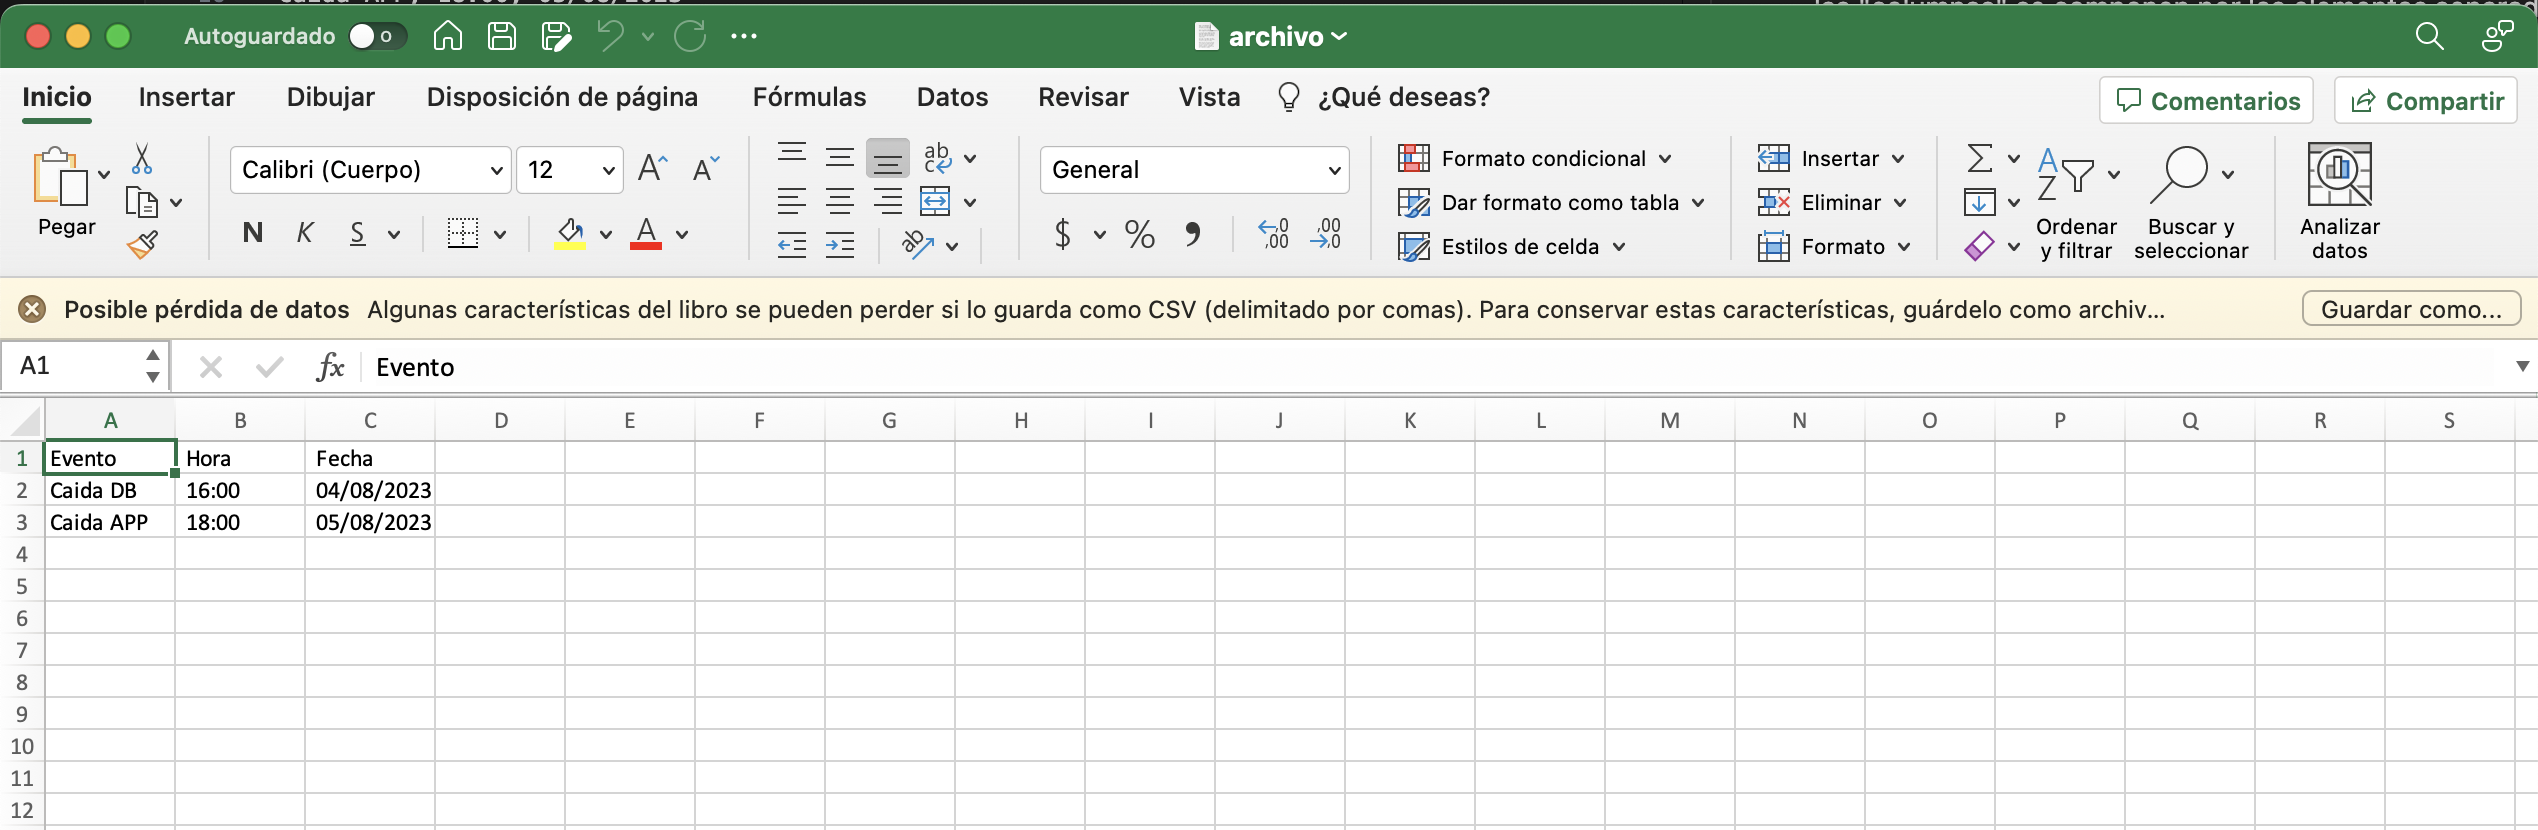 Autoguardado
archivo
Inicio Insertar Dibujar Disposición de página Fórmulas Datos Revisar Vista ¿Qué deseas?
Comentarios Compartir
Pegar
Calibri (Cuerpo) 12
N K S
General
$ % 
Formato condicional
Dar formato como tabla
Estilos de celda
Insertar
Eliminar
Formato
Ordenar
y filtrar
Buscar y
seleccionar
Analizar
datos
Posible pérdida de datos Algunas características del libro se pueden perder si lo guarda como CSV (delimitado por comas). Para conservar estas características, guárdelo como archiv... Guardar como...
A1 fx Evento
A B C D E F G H I J K L M N O P Q R S
1 Evento Hora Fecha
2 Caida DB 16:00 04/08/2023
3 Caida APP 18:00 05/08/2023
4
5
6
7
8
9
10
11
12